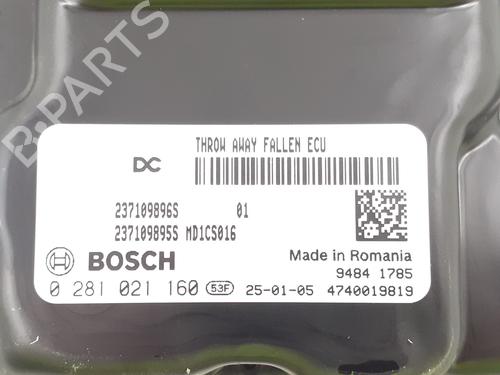 THROW AWAY FALLEN ECU
DC
237109896S 01
237109895S MD1CS016
Made in Romania
BOSCH
9484 1785
0 281 021 160 53F 25-01-05 4740019819
B-PARTS